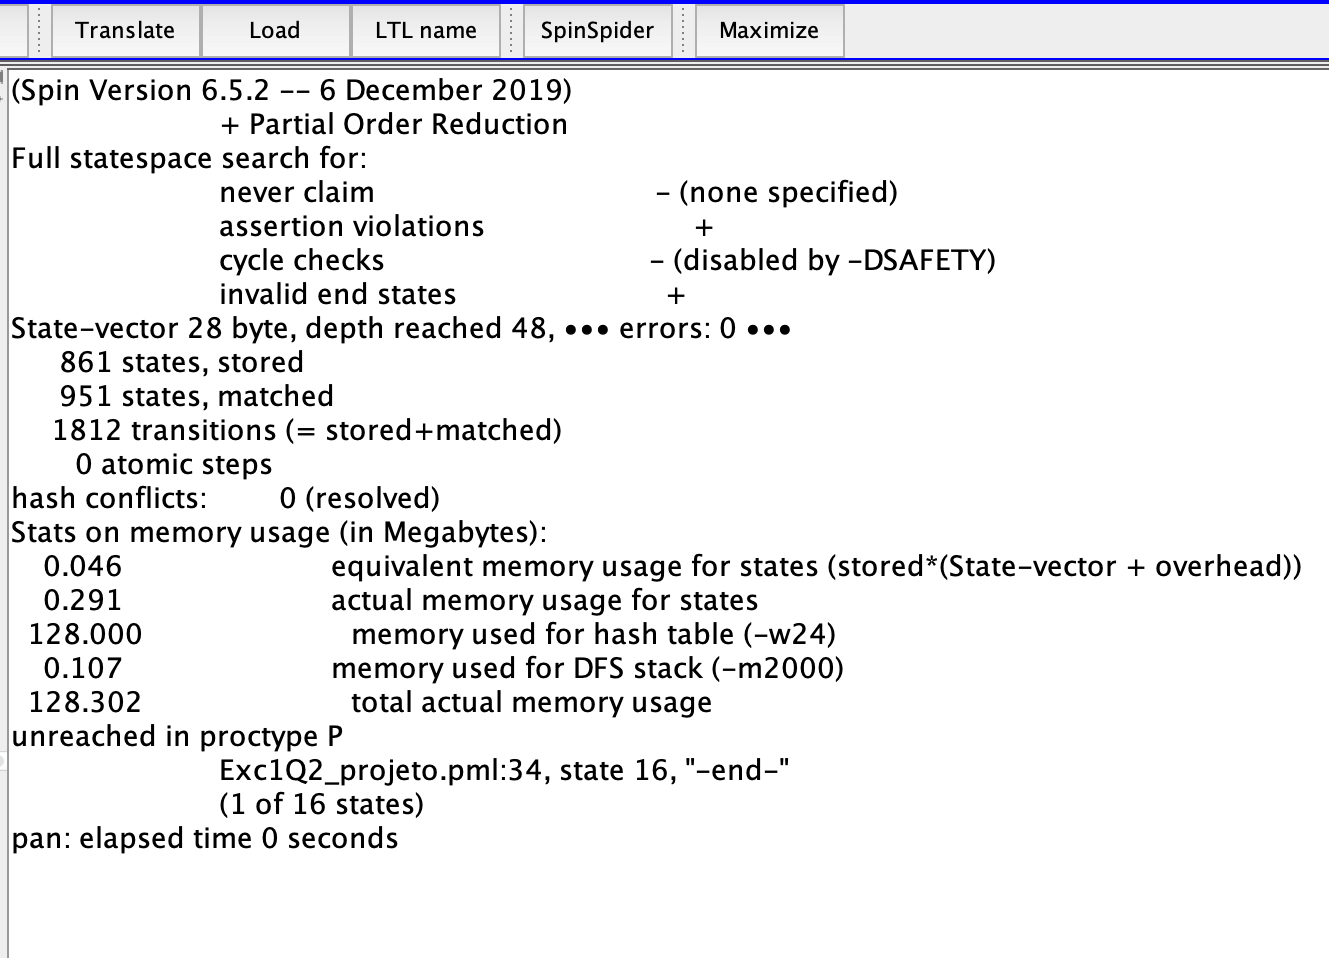 Translate Load LTL name SpinSpider Maximize
(Spin Version 6.5.2 -- 6 December 2019)
+ Partial Order Reduction
Full statespace search for:
never claim - (none specified)
assertion violations +
cycle checks - (disabled by -DSAFETY)
invalid end states +
State-vector 28 byte, depth reached 48, ••• errors: 0 •••
861 states, stored
951 states, matched
1812 transitions (= stored+matched)
0 atomic steps
hash conflicts: 0 (resolved)
Stats on memory usage (in Megabytes):
0.046 equivalent memory usage for states (stored*(State-vector + overhead))
0.291 actual memory usage for states
128.000 memory used for hash table (-w24)
0.107 memory used for DFS stack (-m2000)
128.302 total actual memory usage
unreached in proctype P
Exc1Q2_projeto.pml:34, state 16, "-end-"
(1 of 16 states)
pan: elapsed time 0 seconds